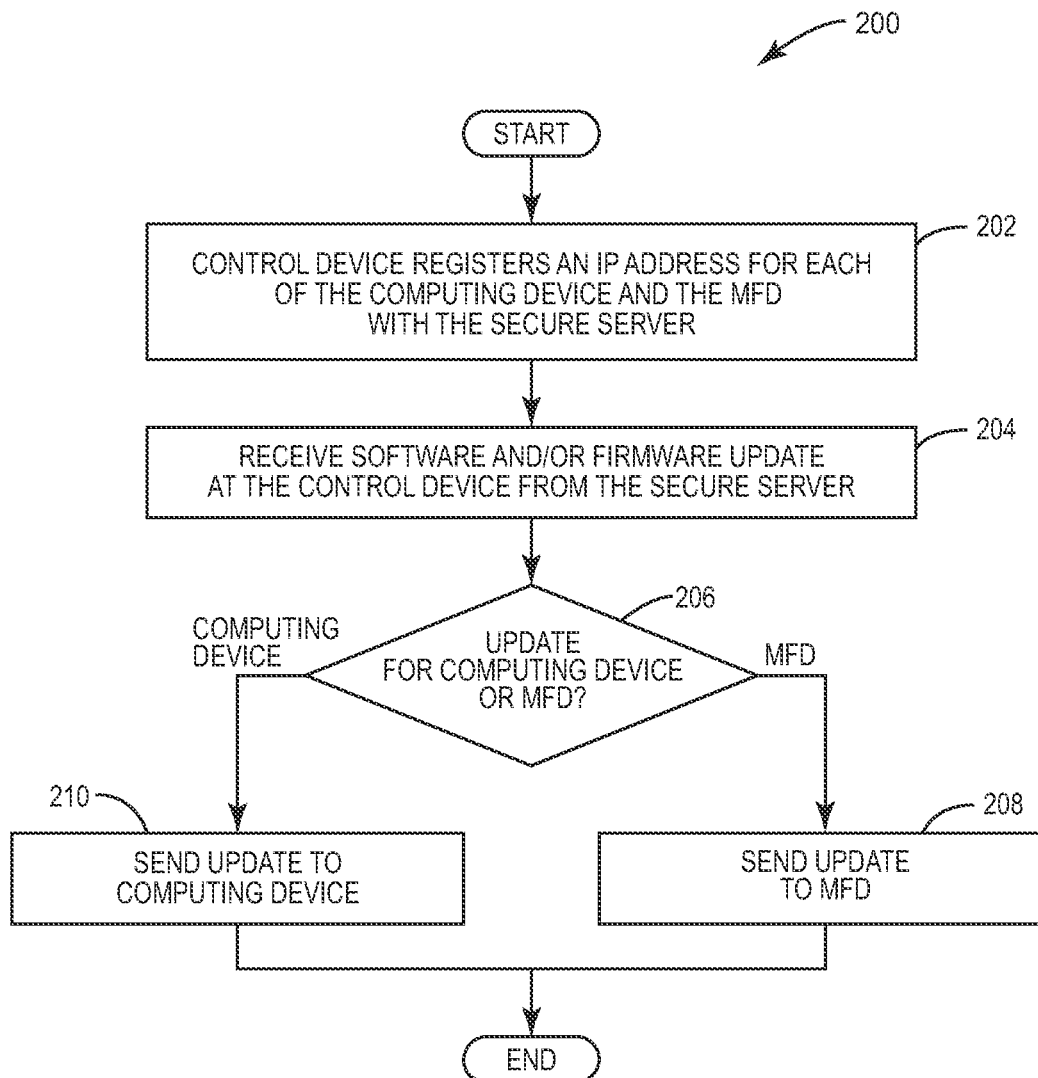 200
START
202
CONTROL DEVICE REGISTERS AN IP ADDRESS FOR EACH
OF THE COMPUTING DEVICE AND THE MFD
WITH THE SECURE SERVER
204
RECEIVE SOFTWARE AND/OR FIRMWARE UPDATE
AT THE CONTROL DEVICE FROM THE SECURE SERVER
206
COMPUTING
DEVICE
UPDATE
FOR COMPUTING DEVICE
OR MFD?
MFD
210
SEND UPDATE TO
COMPUTING DEVICE
208
SEND UPDATE
TO MFD
END